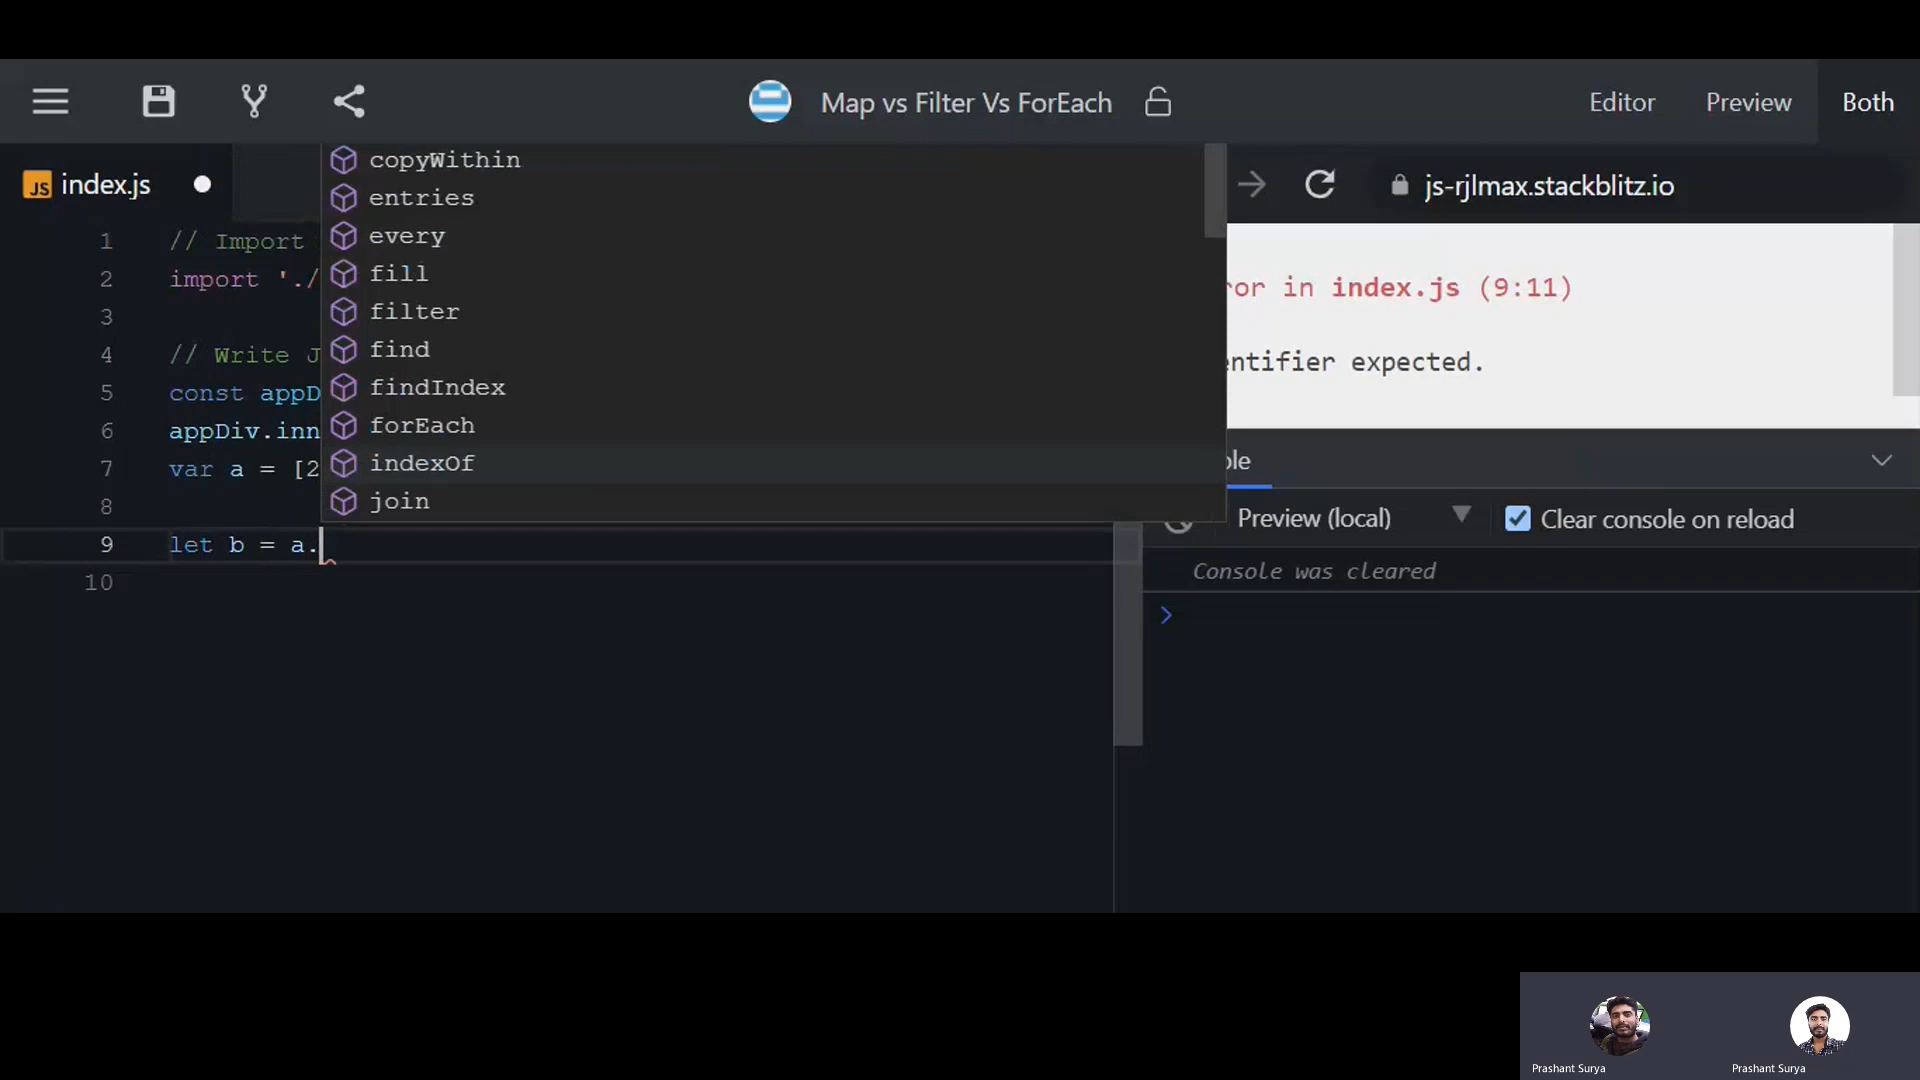 Map vs Filter Vs ForEach
Editor
Preview
Both
JS index.js
js-rjlmax.stackblitz.io
1 // Import
2 import './
3
4 // Write J
5 const appD
6 appDiv.inn
7 var a = [2
8
9 let b = a.
10
copyWithin
entries
every
fill
filter
find
findIndex
forEach
indexOf
join
ror in index.js (9:11)
entifier expected.
ole
Preview (local)
Clear console on reload
Console was cleared
>
Prashant Surya
Prashant Surya